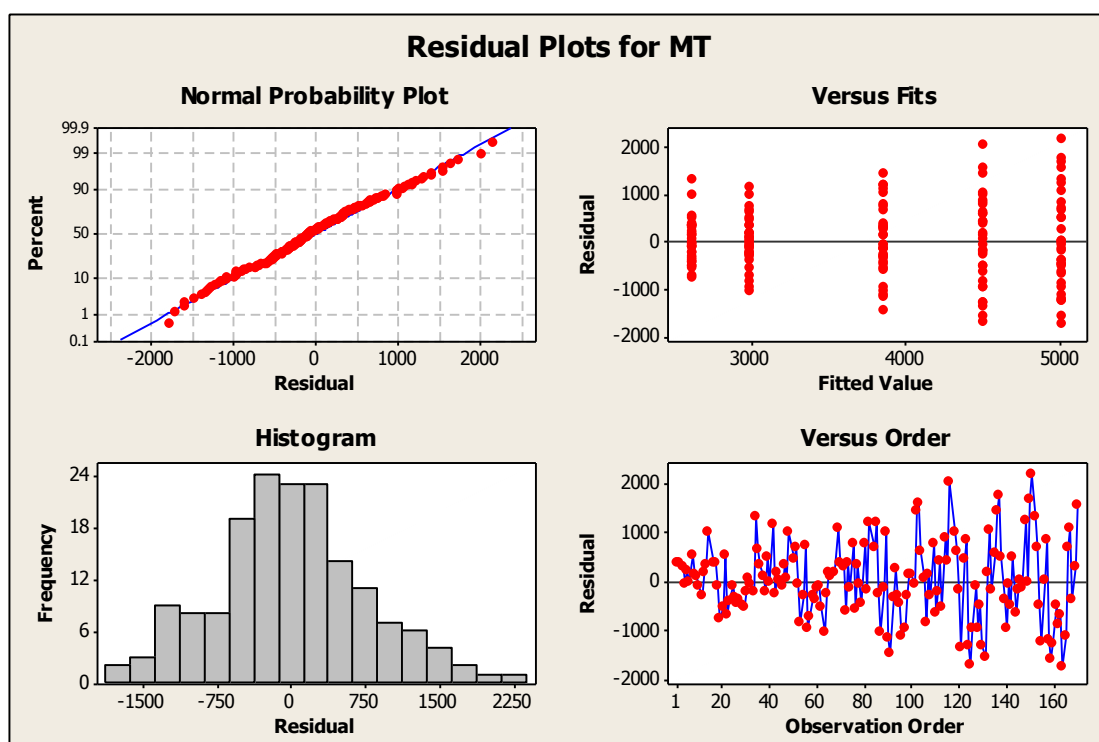 Residual Plots for MT
Normal Probability Plot
99.9
99
90
50
10
1
0.1
Percent
-2000 -1000 0 1000 2000
Residual
Versus Fits
2000
1000
0
-1000
-2000
Residual
3000 4000 5000
Fitted Value
Histogram
24
18
12
6
0
Frequency
-1500 -750 0 750 1500 2250
Residual
Versus Order
2000
1000
0
-1000
-2000
Residual
1 20 40 60 80 100 120 140 160
Observation Order